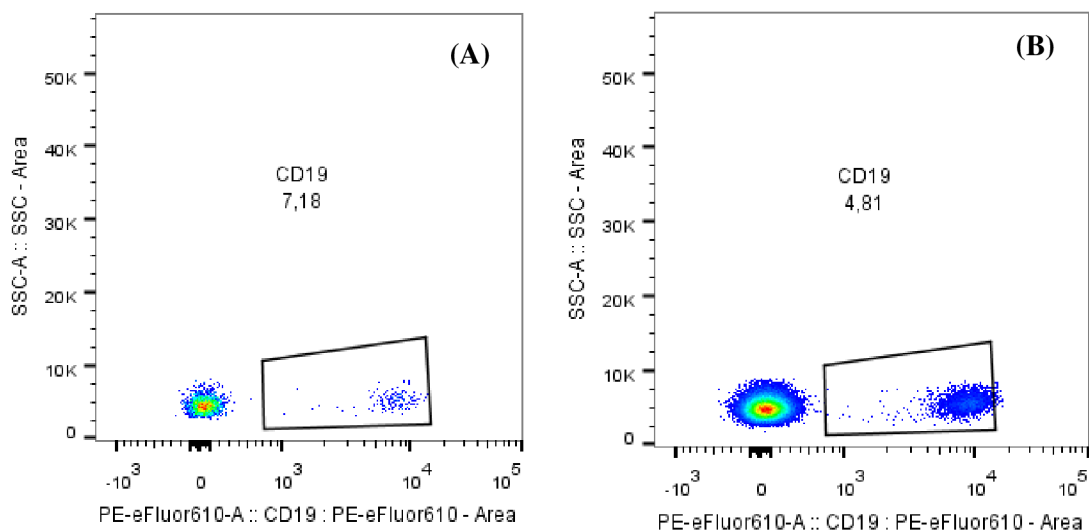 (A)
50K
40K
30K
20K
10K
0
SSC-A :: SSC - Area
CD19
7,18
-10³ 0 10³ 10⁴ 10⁵
PE-eFluor610-A :: CD19 : PE-eFluor610 - Area
(B)
50K
40K
30K
20K
10K
0
SSC-A :: SSC - Area
CD19
4,81
-10³ 0 10³ 10⁴ 10⁵
PE-eFluor610-A :: CD19 : PE-eFluor610 - Area